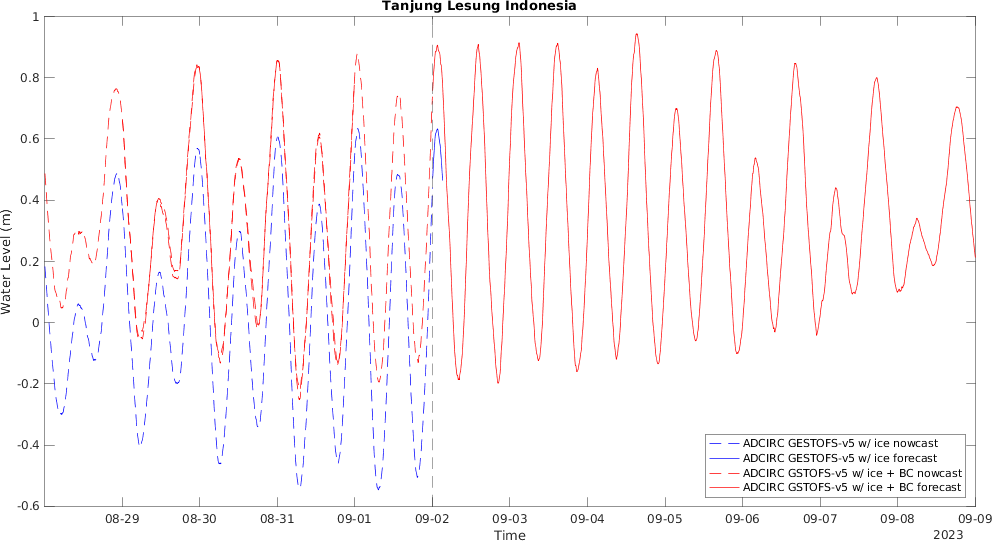 Tanjung Lesung Indonesia
1
0.8
0.6
0.4
0.2
0
-0.2
-0.4
-0.6
Water Level (m)
ADCIRC GESTOFS-v5 w/ ice nowcast
ADCIRC GESTOFS-v5 w/ ice forecast
ADCIRC GSTOFS-v5 w/ ice + BC nowcast
ADCIRC GSTOFS-v5 w/ ice + BC forecast
08-29 08-30 08-31 09-01 09-02 09-03 09-04 09-05 09-06 09-07 09-08 09-09
Time
2023